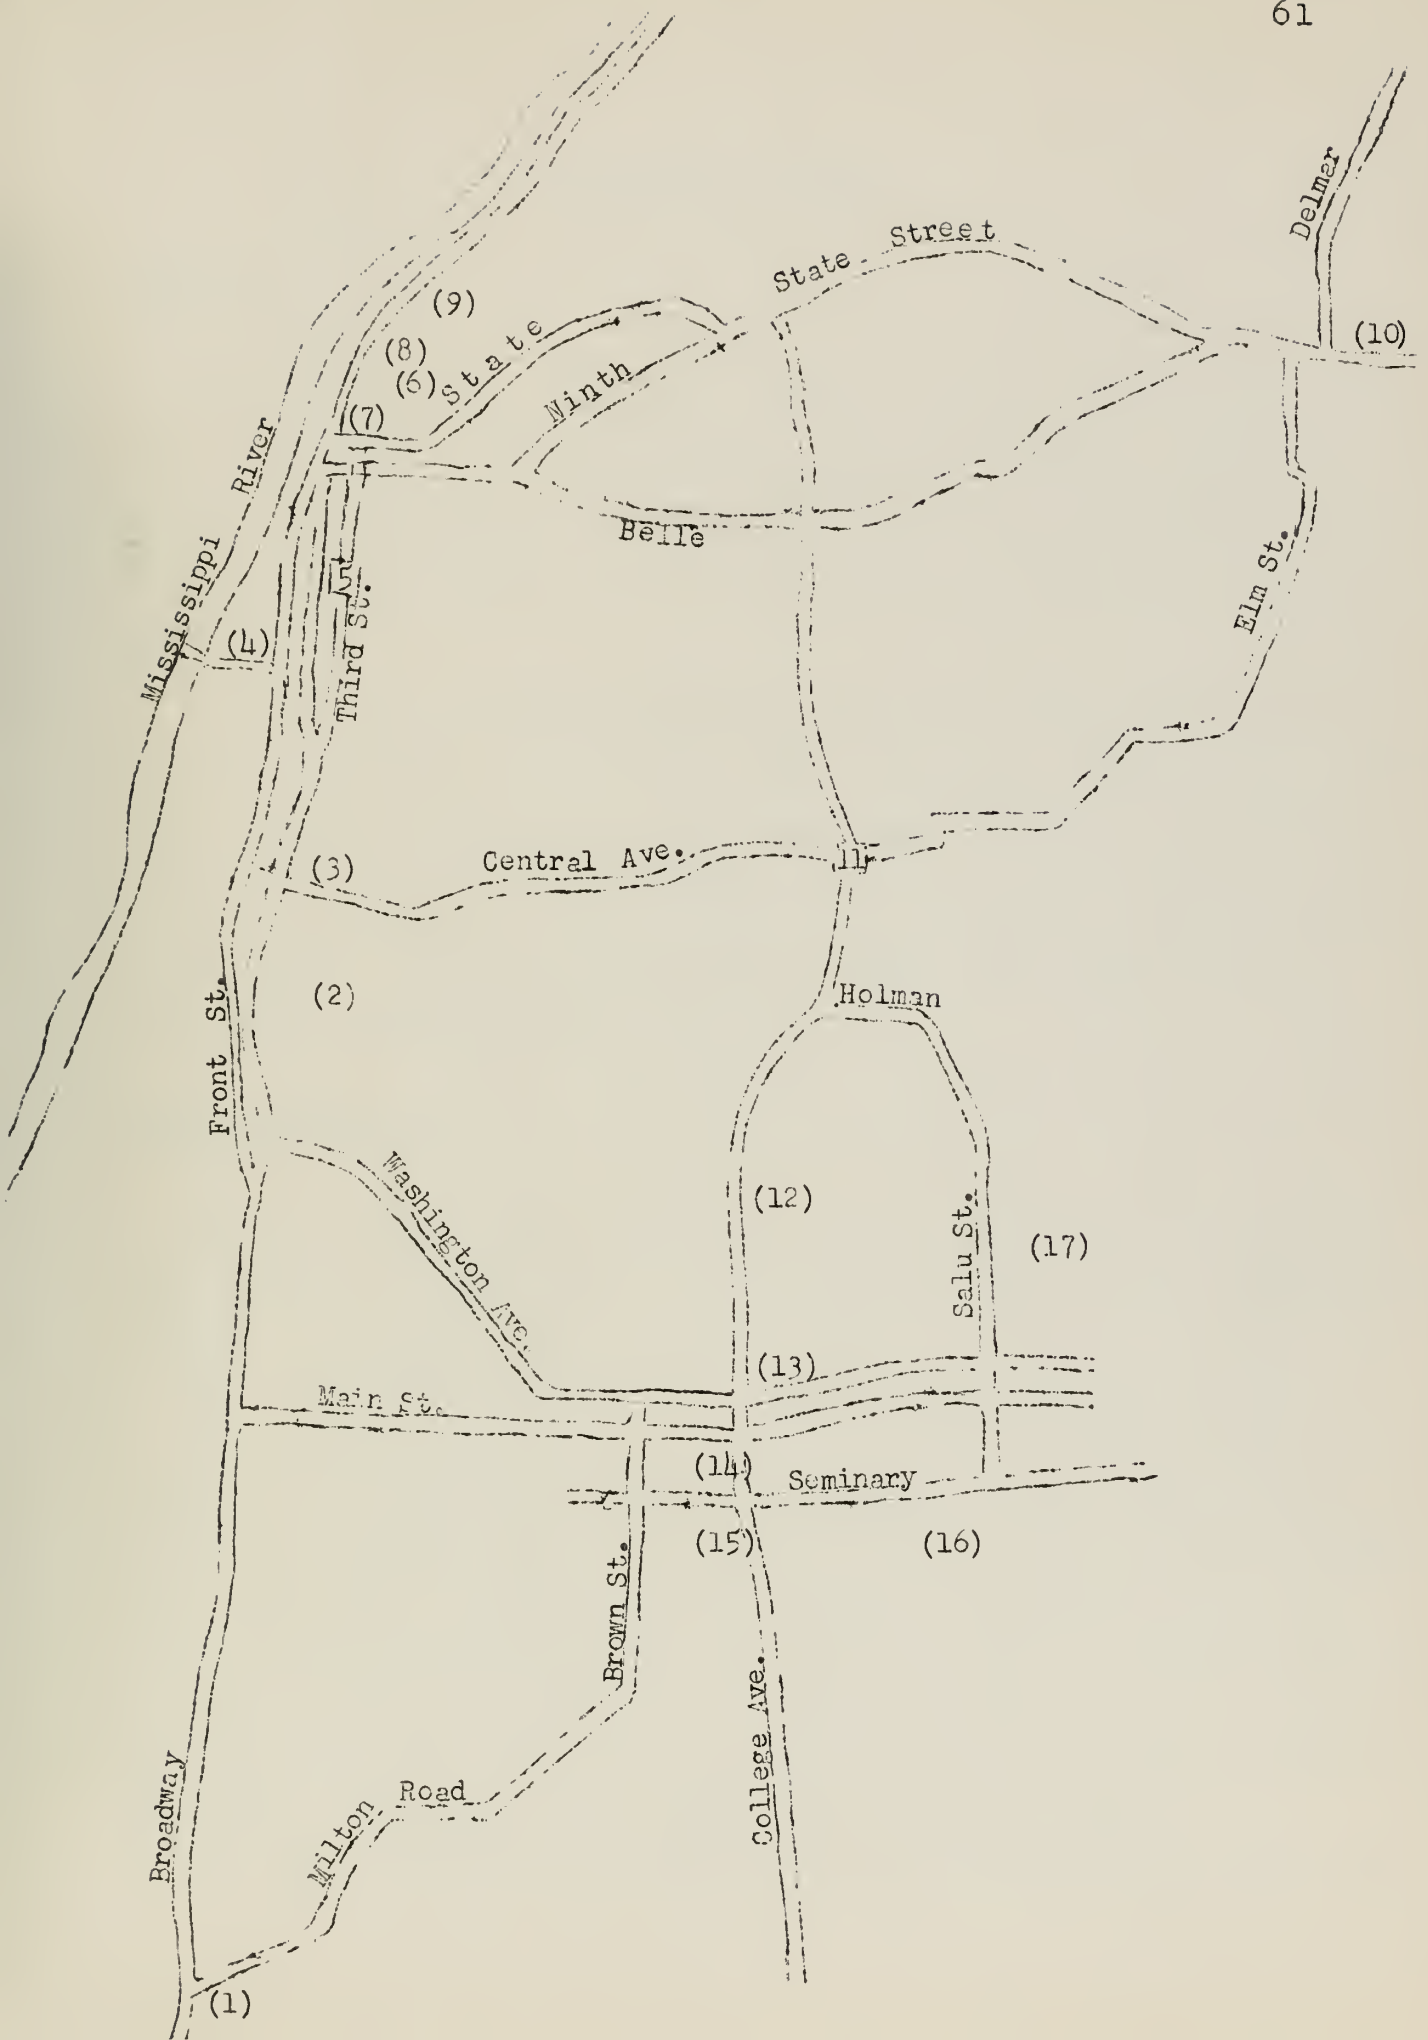 61
Delmar
State Street
(9)
(10)
(8)
State
(6)
Ninth
(7)
Mississippi River
Belle
Elm St.
5
Third St.
(4)
Central Ave.
11
(3)
(2)
Holman
Front St.
Washington Ave.
(12)
Salu St.
(17)
(13)
Main St.
(14)
Seminary
(15)
(16)
Brown St.
College Ave.
Broadway
Milton Road
(1)